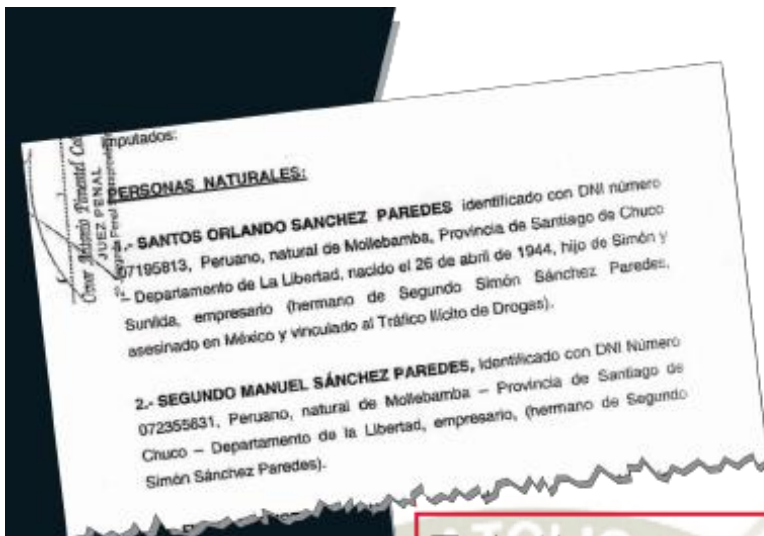 imputados:
PERSONAS NATURALES:
1.- SANTOS ORLANDO SANCHEZ PAREDES identificado con DNI número
07195813, Peruano, natural de Mollebamba, Provincia de Santiago de Chuco
– Departamento de La Libertad, nacido el 26 de abril de 1944, hijo de Simón y
Sunilda, empresario (hermano de Segundo Simón Sánchez Paredes,
asesinado en México y vinculado al Tráfico Ilícito de Drogas).
2.- SEGUNDO MANUEL SÁNCHEZ PAREDES, identificado con DNI Número
072355631, Peruano, natural de Mollebamba – Provincia de Santiago de
Chuco – Departamento de la Libertad, empresario, (hermano de Segundo
Simón Sánchez Paredes).
Omar Antonio Pimentel
JUEZ PENAL